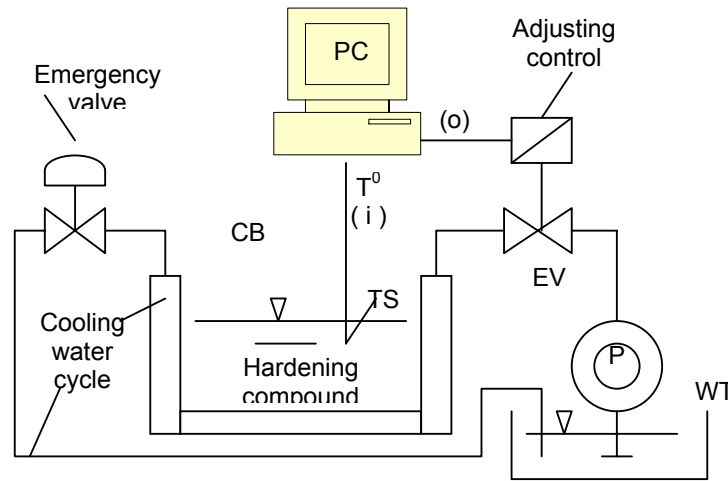 Adjusting
control
PC
Emergency
valve
(o)
T⁰
( i )
CB
EV
TS
Cooling
water
cycle
Hardening
compound
P
WT